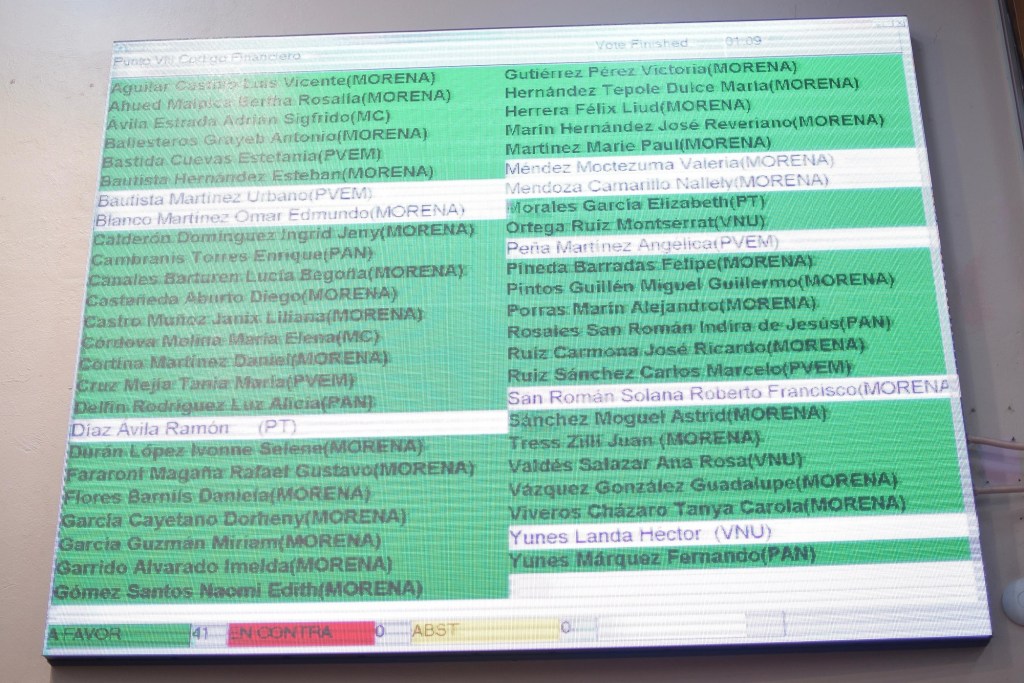 Punto VII Codigo Financiero
Vote Finished 01:09
Aguilar Castillo Luis Vicente(MORENA)
Ahued Malpica Bertha Rosalía(MORENA)
Ávila Estrada Adrián Sigfrido(MC)
Ballesteros Grayeb Antonio(MORENA)
Bastida Cuevas Estefanía(PVEM)
Bautista Hernández Esteban(MORENA)
Bautista Martínez Urbano(PVEM)
Blanco Martínez Omar Edmundo(MORENA)
Calderón Domínguez Ingrid Jeny(MORENA)
Cambranis Torres Enrique(PAN)
Canales Barturen Lucía Begoña(MORENA)
Castañeda Aburto Diego(MORENA)
Castro Muñoz Janix Liliana(MORENA)
Córdova Molina María Elena(MC)
Cortina Martínez Daniel(MORENA)
Cruz Mejía Tania María(PVEM)
Delfín Rodríguez Luz Alicia(PAN)
Díaz Ávila Ramón (PT)
Durán López Ivonne Selene(MORENA)
Fararoni Magaña Rafael Gustavo(MORENA)
Flores Barnils Daniela(MORENA)
García Cayetano Dorheny(MORENA)
García Guzmán Miriam(MORENA)
Garrido Alvarado Imelda(MORENA)
Gómez Santos Naomi Edith(MORENA)
Gutiérrez Pérez Victoria(MORENA)
Hernández Tepole Dulce María(MORENA)
Herrera Félix Liud(MORENA)
Marín Hernández José Reveriano(MORENA)
Martínez Marie Paul(MORENA)
Méndez Moctezuma Valeria(MORENA)
Mendoza Camarillo Nallely(MORENA)
Morales García Elizabeth(PT)
Ortega Ruiz Montserrat(VNU)
Peña Martínez Angélica(PVEM)
Pineda Barradas Felipe(MORENA)
Pintos Guillén Miguel Guillermo(MORENA)
Porras Marín Alejandro(MORENA)
Rosales San Román Indira de Jesús(PAN)
Ruiz Carmona José Ricardo(MORENA)
Ruiz Sánchez Carlos Marcelo(PVEM)
San Román Solana Roberto Francisco(MORENA
Sánchez Moguel Astrid(MORENA)
Tress Zilli Juan (MORENA)
Valdés Salazar Ana Rosa(VNU)
Vázquez González Guadalupe(MORENA)
Viveros Cházaro Tanya Carola(MORENA)
Yunes Landa Héctor (VNU)
Yunes Márquez Fernando(PAN)
A FAVOR 41 EN CONTRA 0 ABST 0